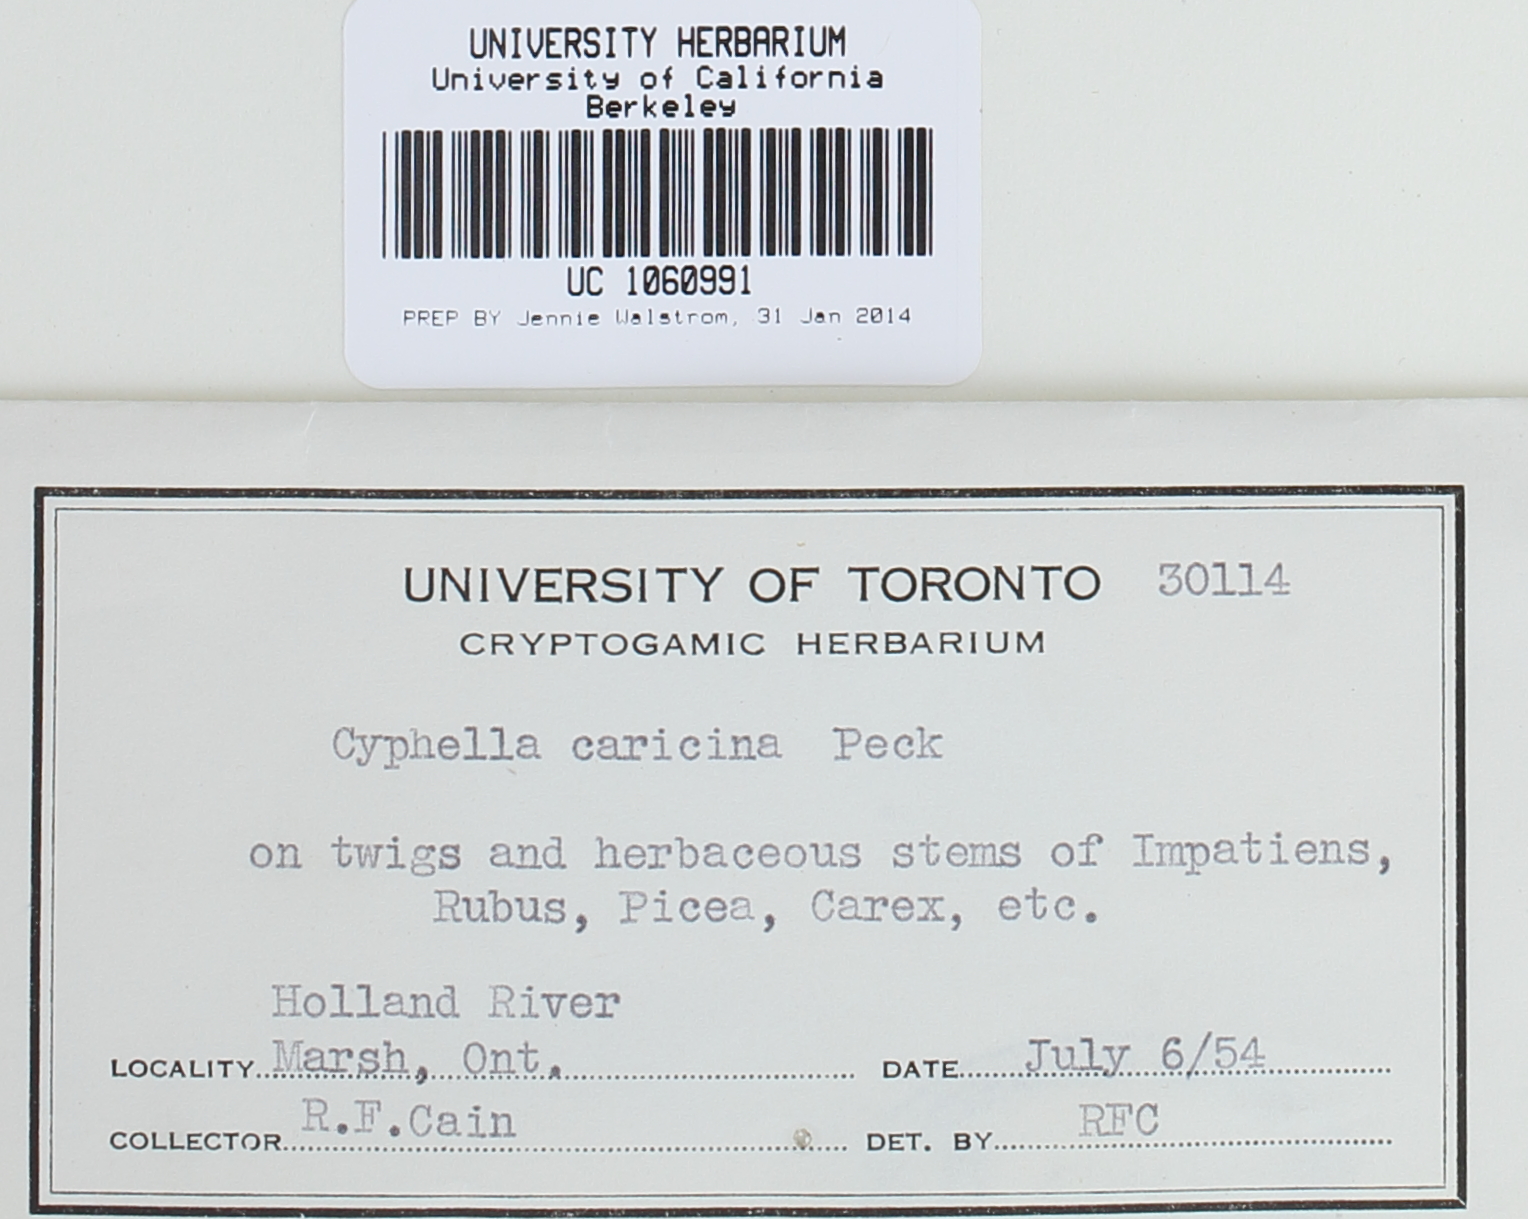 UNIVERSITY HERBARIUM
University of California
Berkeley
UC 1060991
PREP BY Jennie Walstrom, 31 Jan 2014
UNIVERSITY OF TORONTO 30114
CRYPTOGAMIC HERBARIUM
Cyphella caricina Peck
on twigs and herbaceous stems of Impatiens,
Rubus, Picea, Carex, etc.
Holland River
LOCALITY Marsh, Ont. DATE July 6/54
COLLECTOR R.F.Cain DET. BY RFC